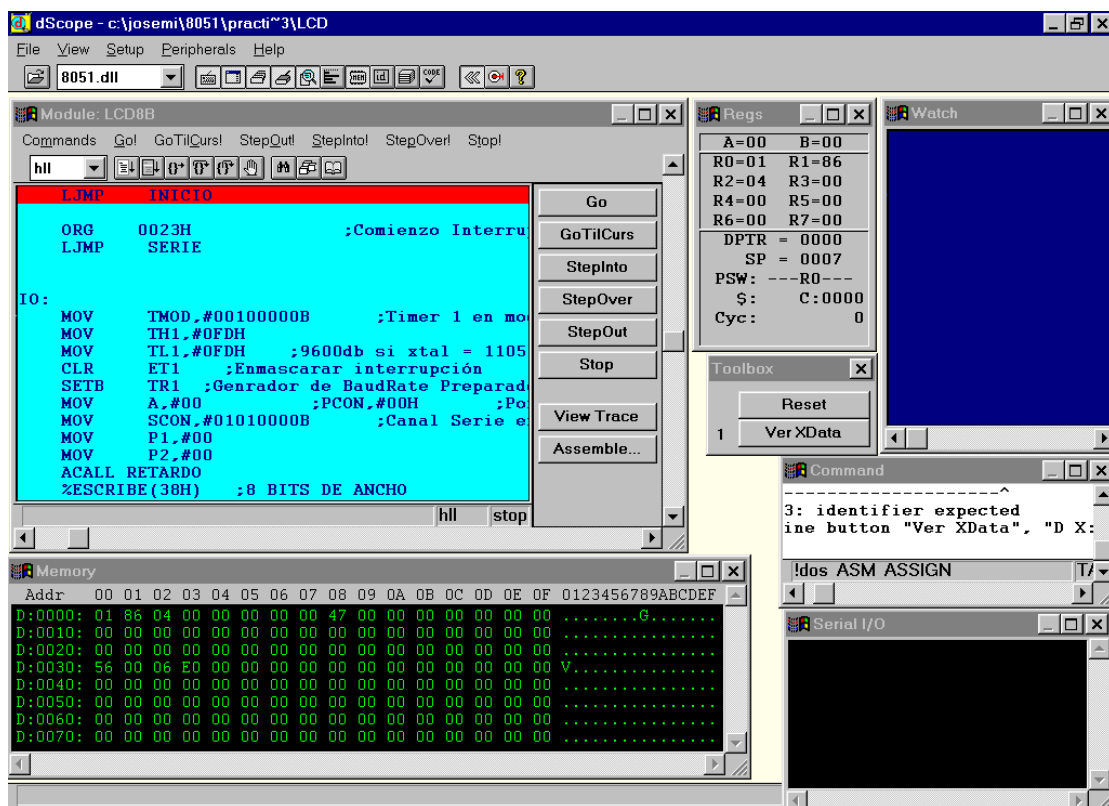 dScope - c:\josemi\8051\practi~3\LCD
File View Setup Peripherals Help
8051.dll
Module: LCD8B
Commands Go! GoTilCurs! StepOut! StepInto! StepOver! Stop!
hll
LJMP INICIO
ORG 0023H ;Comienzo Interru
LJMP SERIE
IO:
MOV TMOD,#00100000B ;Timer 1 en mo
MOV TH1,#0FDH
MOV TL1,#0FDH ;9600db si xtal = 1105
CLR ET1 ;Enmascarar interrupción
SETB TR1 ;Genrador de BaudRate Preparad
MOV A,#00 ;PCON,#00H ;Po
MOV SCON,#01010000B ;Canal Serie e
MOV P1,#00
MOV P2,#00
ACALL RETARDO
%ESCRIBE(38H) ;8 BITS DE ANCHO
hll stop
Go
GoTilCurs
StepInto
StepOver
StepOut
Stop
View Trace
Assemble...
Regs
A=00 B=00
R0=01 R1=86
R2=04 R3=00
R4=00 R5=00
R6=00 R7=00
DPTR = 0000
SP = 0007
PSW: ---R0---
$: C:0000
Cyc: 0
Watch
Toolbox
Reset
1 Ver XData
Command
--------------------^
3: identifier expected
ine button "Ver XData", "D X:
!dos ASM ASSIGN TA
Memory
Addr 00 01 02 03 04 05 06 07 08 09 0A 0B 0C 0D 0E 0F 0123456789ABCDEF
D:0000: 01 86 04 00 00 00 00 00 47 00 00 00 00 00 00 00 ........G.......
D:0010: 00 00 00 00 00 00 00 00 00 00 00 00 00 00 00 00 ................
D:0020: 00 00 00 00 00 00 00 00 00 00 00 00 00 00 00 00 ................
D:0030: 56 00 06 E0 00 00 00 00 00 00 00 00 00 00 00 00 V...............
D:0040: 00 00 00 00 00 00 00 00 00 00 00 00 00 00 00 00 ................
D:0050: 00 00 00 00 00 00 00 00 00 00 00 00 00 00 00 00 ................
D:0060: 00 00 00 00 00 00 00 00 00 00 00 00 00 00 00 00 ................
D:0070: 00 00 00 00 00 00 00 00 00 00 00 00 00 00 00 00 ................
Serial I/O